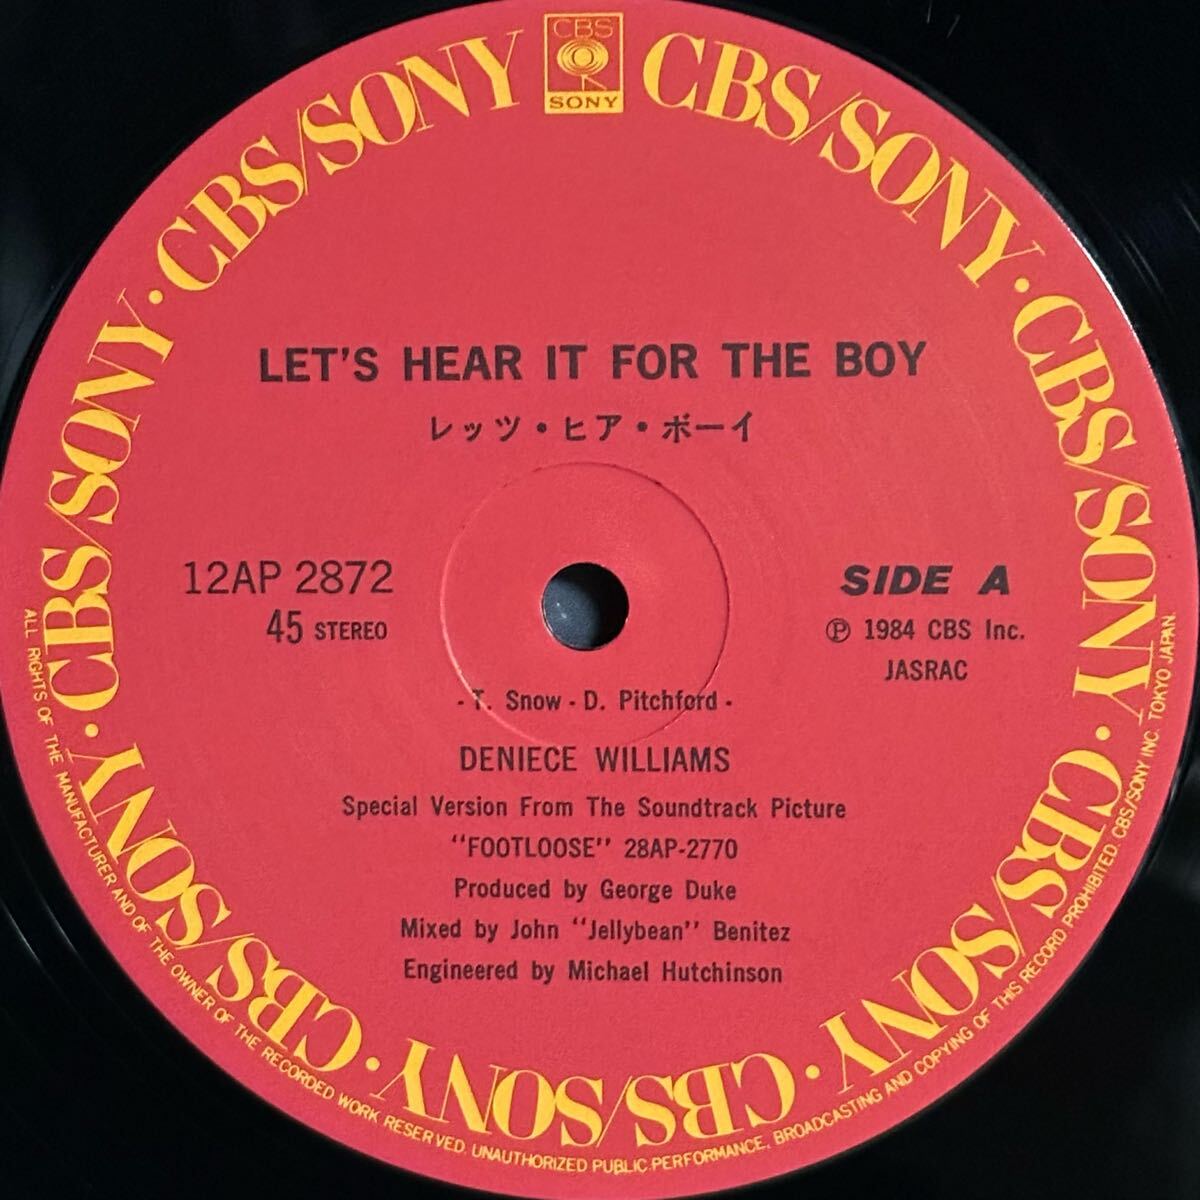 CBS
SONY
CBS/SONY · CBS/SONY · CBS/SONY · CBS/SONY · CBS/SONY · CBS/SONY · CBS/SONY · CBS/SONY
LET'S HEAR IT FOR THE BOY
レッツ・ヒア・ボーイ
12AP 2872
45 STEREO
SIDE A
℗ 1984 CBS Inc.
JASRAC
- T. Snow - D. Pitchford -
DENIECE WILLIAMS
Special Version From The Soundtrack Picture
"FOOTLOOSE" 28AP-2770
Produced by George Duke
Mixed by John "Jellybean" Benitez
Engineered by Michael Hutchinson
ALL RIGHTS OF THE MANUFACTURER AND OF THE OWNER OF THE RECORDED WORK RESERVED. UNAUTHORIZED PUBLIC PERFORMANCE, BROADCASTING AND COPYING OF THIS RECORD PROHIBITED. CBS/SONY INC. TOKYO JAPAN.